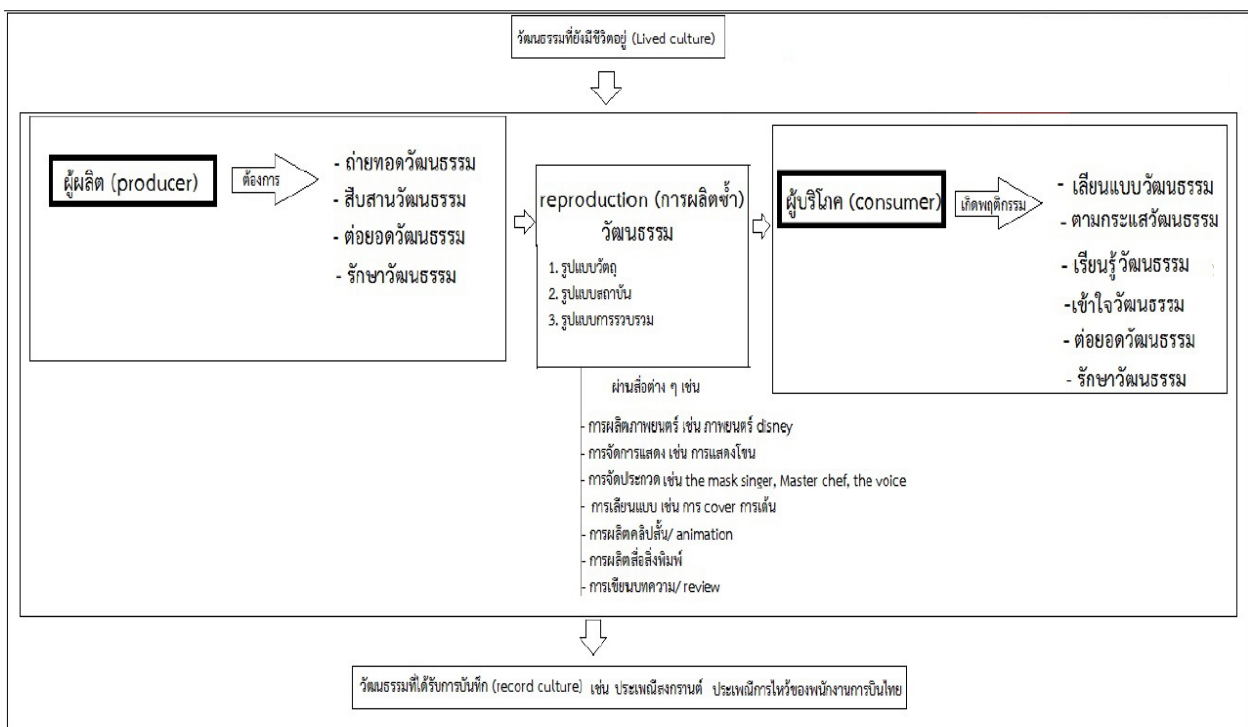 วัฒนธรรมที่ยังมีชีวิตอยู่ (Lived culture)
ผู้ผลิต (producer)
ต้องการ
- ถ่ายทอดวัฒนธรรม
- สืบสานวัฒนธรรม
- ต่อยอดวัฒนธรรม
- รักษาวัฒนธรรม
reproduction (การผลิตซ้ำ)
วัฒนธรรม
1. รูปแบบวัตถุ
2. รูปแบบสถาบัน
3. รูปแบบการรวบรวม
ผ่านสื่อต่าง ๆ เช่น
- การผลิตภาพยนตร์ เช่น ภาพยนตร์ disney
- การจัดการแสดง เช่น การแสดงโขน
- การจัดประกวด เช่น the mask singer, Master chef, the voice
- การเลียนแบบ เช่น การ cover การเต้น
- การผลิตคลิปสั้น/ animation
- การผลิตสื่อสิ่งพิมพ์
- การเขียนบทความ/ review
ผู้บริโภค (consumer)
เกิดพฤติกรรม
- เลียนแบบวัฒนธรรม
- ตามกระแสวัฒนธรรม
- เรียนรู้วัฒนธรรม
-เข้าใจวัฒนธรรม
- ต่อยอดวัฒนธรรม
- รักษาวัฒนธรรม
วัฒนธรรมที่ได้รับการบันทึก (record culture) เช่น ประเพณีสงกรานต์ ประเพณีการไหว้ของพนักงานการบินไทย